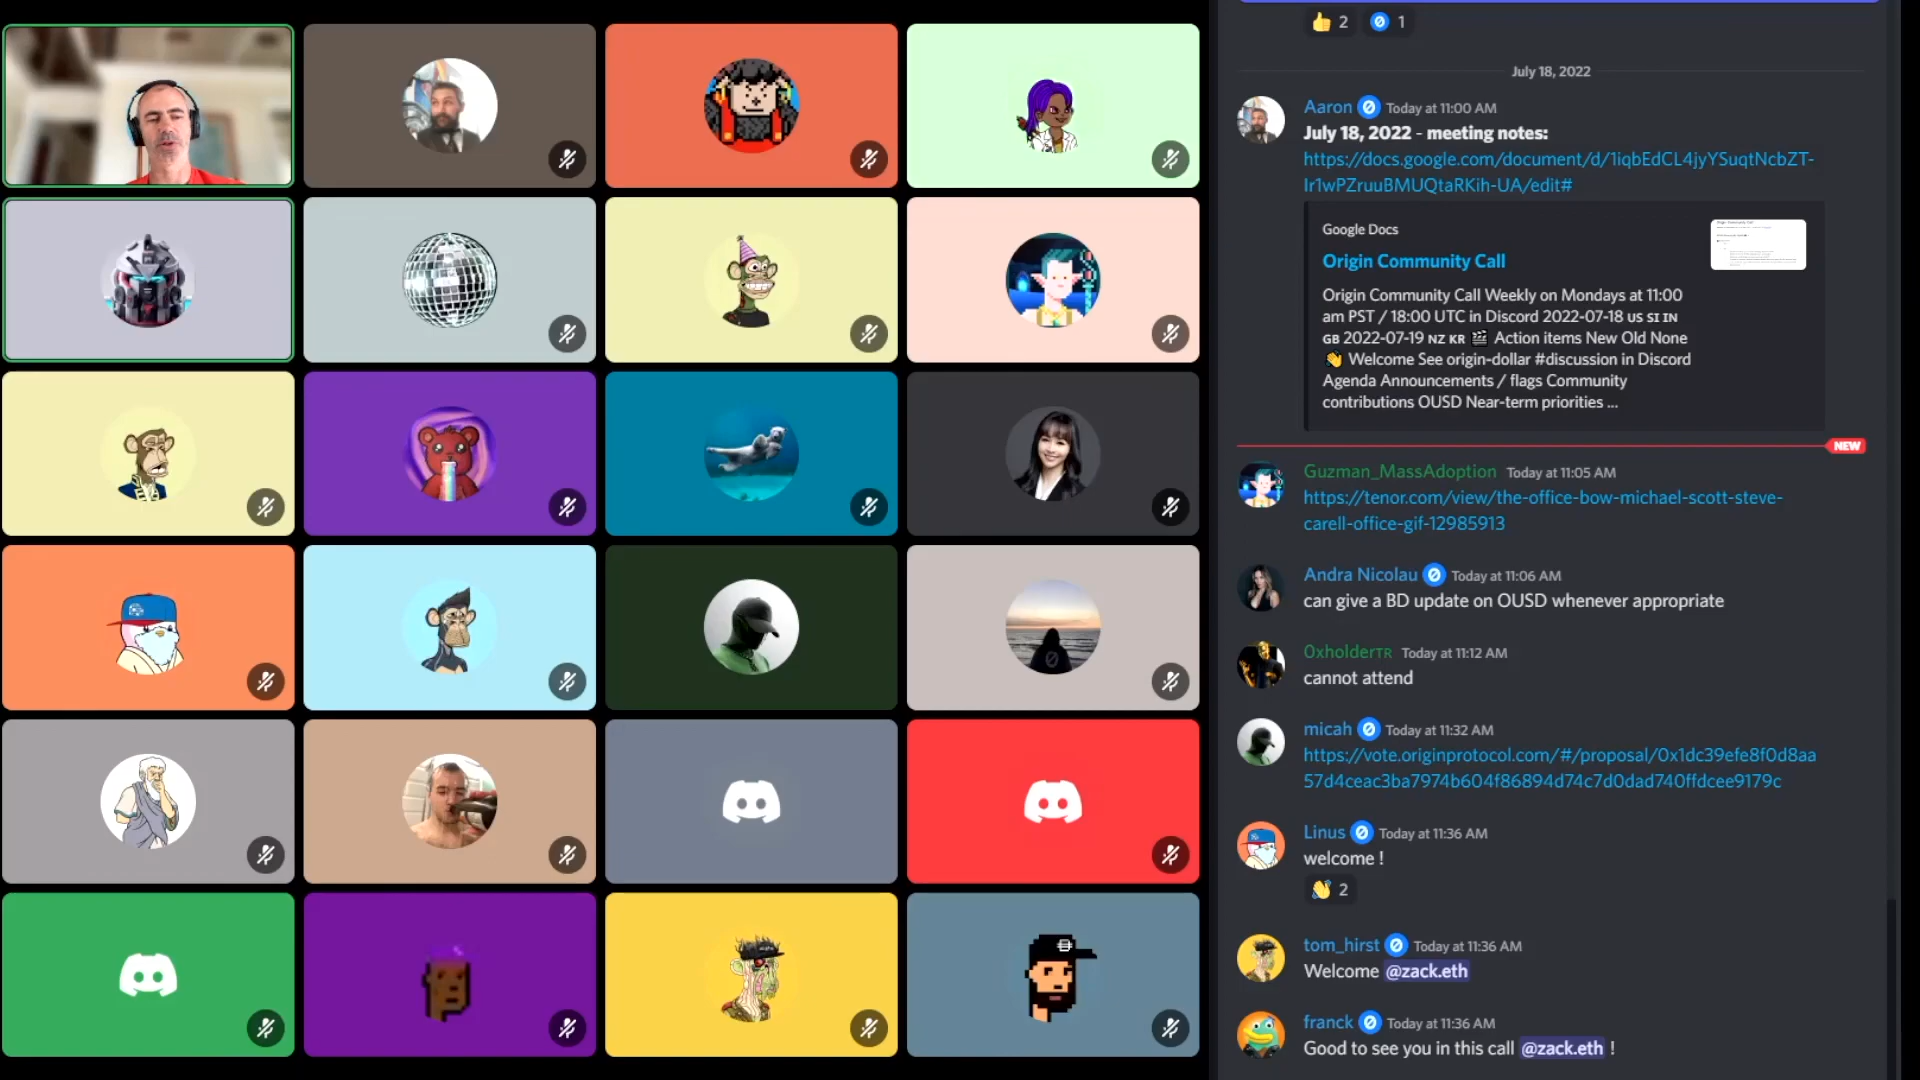 2 1
July 18, 2022
Aaron Today at 11:00 AM
July 18, 2022 - meeting notes:
https://docs.google.com/document/d/1iqbEdCL4jyYSuqtNcbZT-
Ir1wPZruuBMUQtaRKih-UA/edit#
Google Docs
Origin Community Call
Origin Community Call Weekly on Mondays at 11:00
am PST / 18:00 UTC in Discord 2022-07-18 US SI IN
GB 2022-07-19 NZ KR 🎬 Action items New Old None
👋 Welcome See origin-dollar #discussion in Discord
Agenda Announcements / flags Community
contributions OUSD Near-term priorities ...
NEW
Guzman_MassAdoption Today at 11:05 AM
https://tenor.com/view/the-office-bow-michael-scott-steve-
carell-office-gif-12985913
Andra Nicolau Today at 11:06 AM
can give a BD update on OUSD whenever appropriate
0xholderTR Today at 11:12 AM
cannot attend
micah Today at 11:32 AM
https://vote.originprotocol.com/#/proposal/0x1dc39efe8f0d8aa
57d4ceac3ba7974b604f86894d74c7d0dad740ffdcee9179c
Linus Today at 11:36 AM
welcome !
2
tom_hirst Today at 11:36 AM
Welcome @zack.eth
franck Today at 11:36 AM
Good to see you in this call @zack.eth !